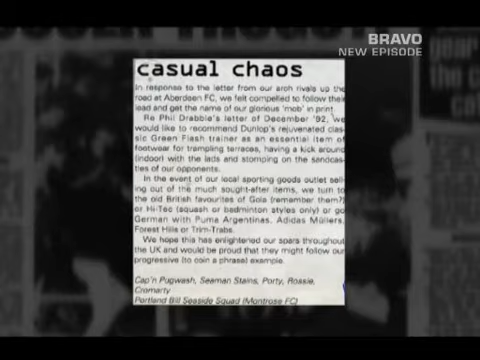 BRAVO
NEW EPISODE
casual chaos
In response to the letter from our arch rivals up the
road at Aberdeen FC, we felt compelled to follow their
lead and get the name of our glorious 'mob' in print.
Re Phil Drabble's letter of December '92, we
would like to recommend Dunlop's rejuvenated clas-
sic Green Flash trainer as an essential item of
footwear for trampling terraces, having a kick around
(indoor) with the lads and stomping on the sandcas-
tles of our opponents.
In the event of our local sporting goods outlet sell-
ing out of the much sought-after items, we turn to
the old British favourites of Gola (remember them?)
or Hi-Tec (squash or badminton styles only) or go
German with Puma Argentinas, Adidas Müllers,
Forest Hills or Trim-Trabs.
We hope this has enlightened our spars throughout
the UK and would be proud that they might follow our
progressive (to coin a phrase) example.
Cap'n Pugwash, Seaman Stains, Porty, Rossie,
Cromarty
Portland Bill Seaside Squad (Montrose FC)